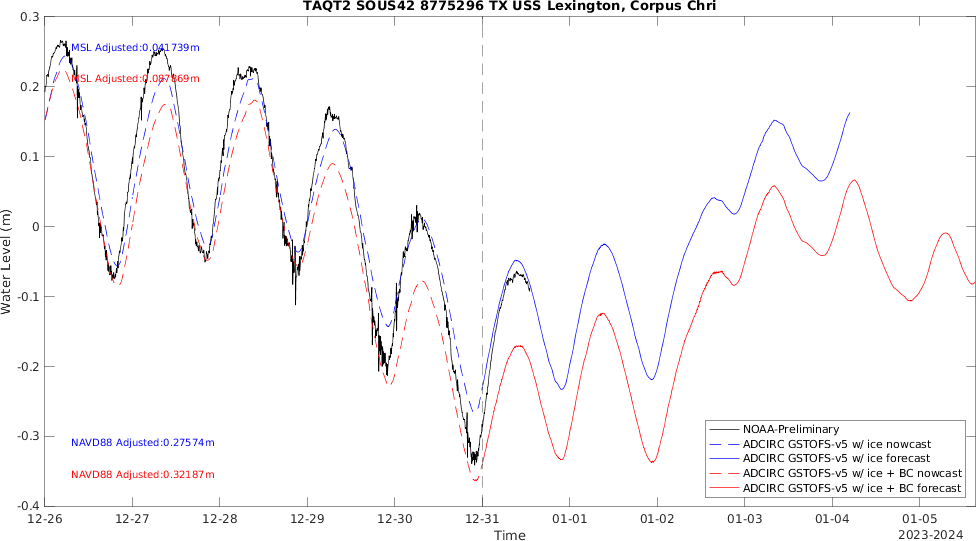 TAQT2 SOUS42 8775296 TX USS Lexington, Corpus Chri
0.3
0.2
0.1
0
-0.1
-0.2
-0.3
-0.4
Water Level (m)
MSL Adjusted:0.041739m
MSL Adjusted:0.087869m
NAVD88 Adjusted:0.27574m
NAVD88 Adjusted:0.32187m
NOAA-Preliminary
ADCIRC GSTOFS-v5 w/ ice nowcast
ADCIRC GSTOFS-v5 w/ ice forecast
ADCIRC GSTOFS-v5 w/ ice + BC nowcast
ADCIRC GSTOFS-v5 w/ ice + BC forecast
12-26 12-27 12-28 12-29 12-30 12-31 01-01 01-02 01-03 01-04 01-05
Time
2023-2024